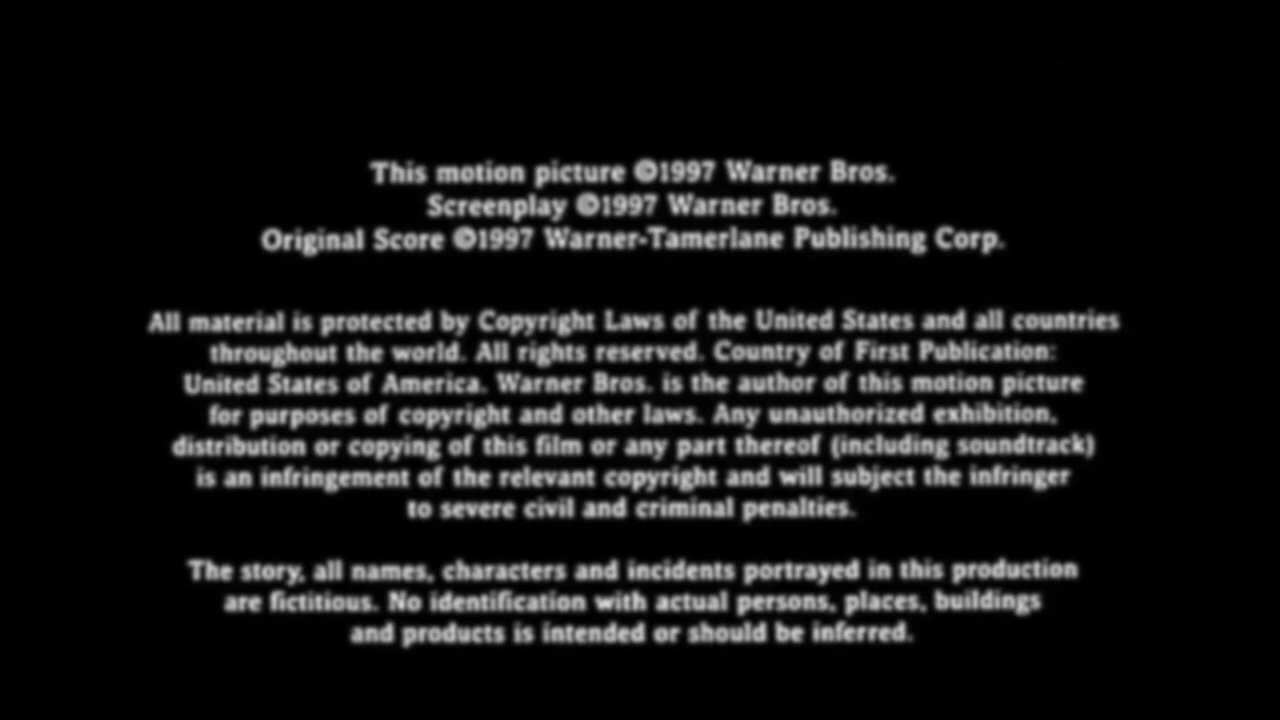 This motion picture ©1997 Warner Bros.
Screenplay ©1997 Warner Bros.
Original Score ©1997 Warner-Tamerlane Publishing Corp.
All material is protected by Copyright Laws of the United States and all countries
throughout the world. All rights reserved. Country of First Publication:
United States of America. Warner Bros. is the author of this motion picture
for purposes of copyright and other laws. Any unauthorized exhibition,
distribution or copying of this film or any part thereof (including soundtrack)
is an infringement of the relevant copyright and will subject the infringer
to severe civil and criminal penalties.
The story, all names, characters and incidents portrayed in this production
are fictitious. No identification with actual persons, places, buildings
and products is intended or should be inferred.